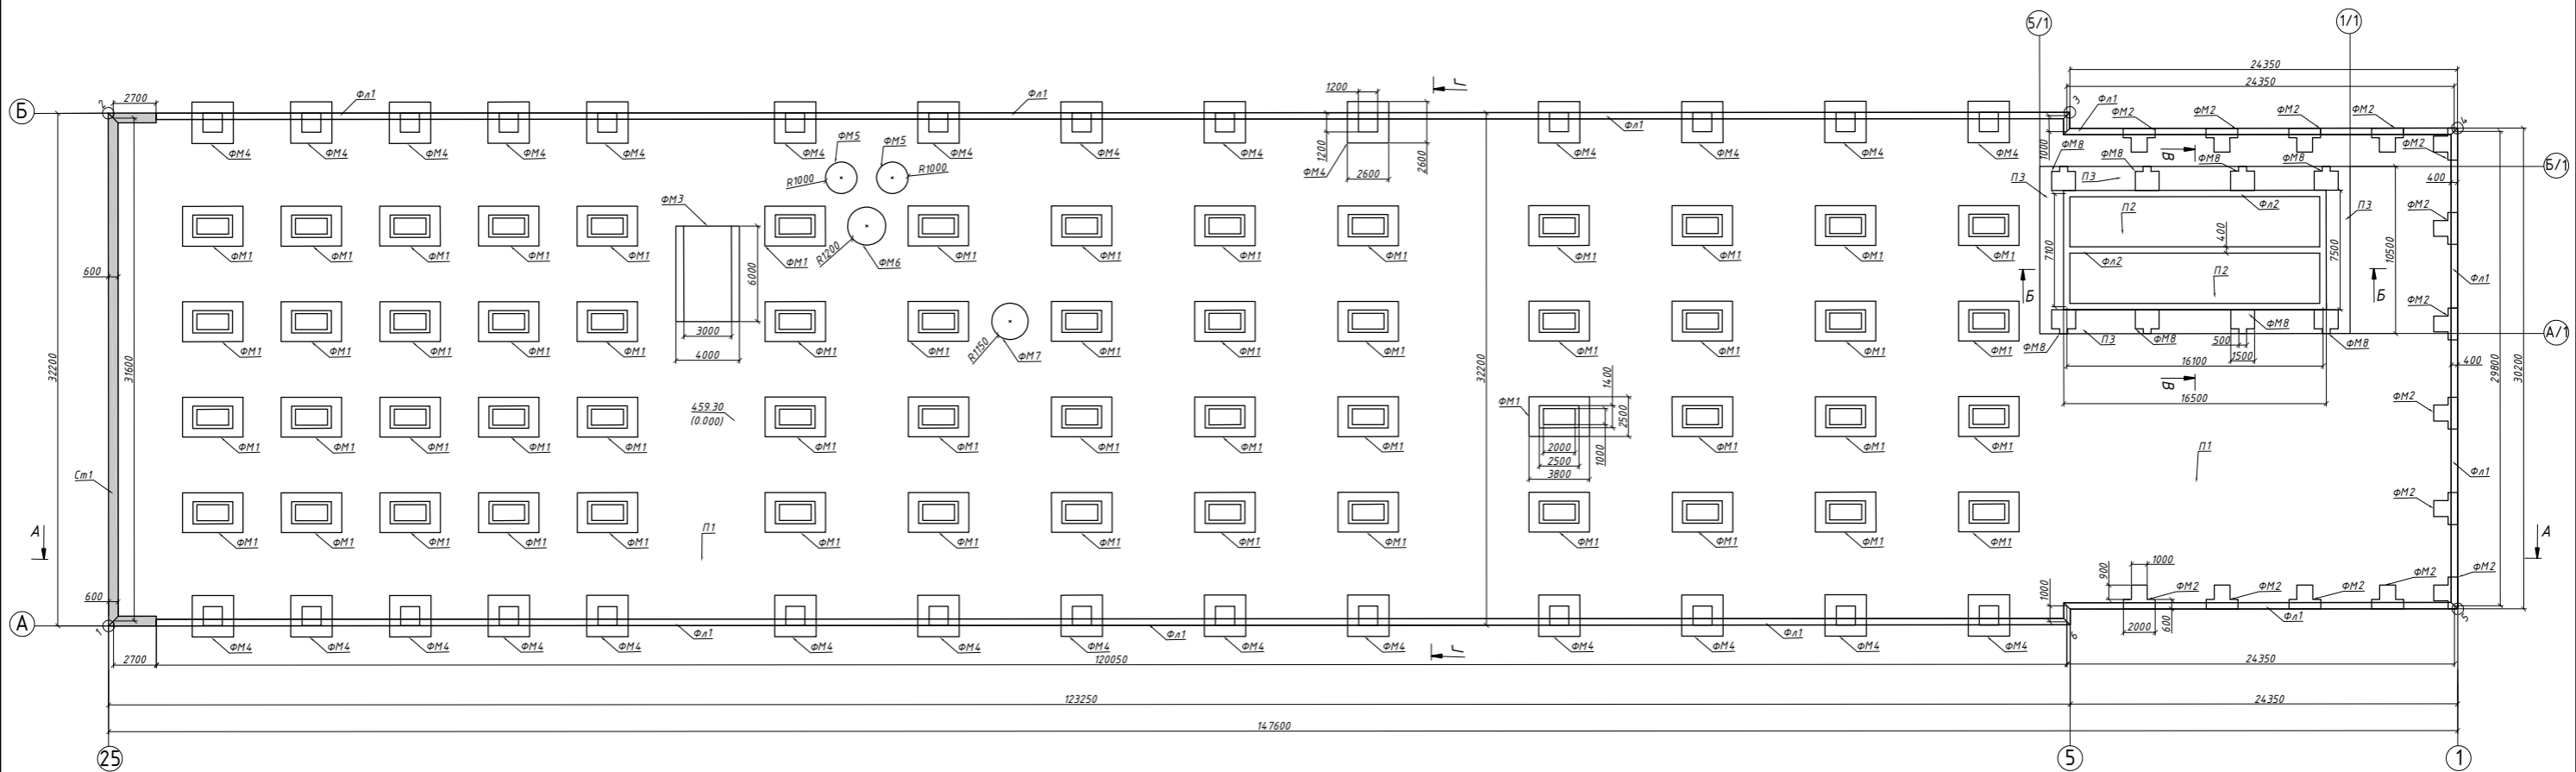 5/1
1/1
24350
24350
1200
Г
2700
2
Фл1
Фл1
Б
3
Фл1
ФМ2
ФМ2
ФМ2
ФМ2
4
Фл1
ФМ4
ФМ4
ФМ4
ФМ4
ФМ4
ФМ5
ФМ5
ФМ4
ФМ4
ФМ4
ФМ4
1200
2600
ФМ4
2600
ФМ4
ФМ4
ФМ4
ФМ4
1000
ФМ8
ФМ8
В
ФМ8
ФМ8
ФМ2
Б/1
R1000
R1000
П3
П3
400
ФМ3
П2
Фл2
П3
ФМ2
ФМ1
ФМ1
ФМ1
ФМ1
ФМ1
ФМ1
R1200
ФМ6
ФМ1
ФМ1
ФМ1
ФМ1
ФМ1
ФМ1
ФМ1
ФМ1
7100
400
7500
10500
600
6000
Фл2
П2
Б
Б
Фл1
ФМ2
3000
4000
R1150
ФМ7
ФМ1
ФМ1
ФМ1
ФМ1
ФМ1
ФМ1
ФМ1
ФМ1
ФМ1
ФМ1
ФМ1
ФМ1
ФМ1
ФМ1
ФМ8
П3
ФМ8
500
1500
ФМ8
ФМ8
А/1
16100
400
32200
31600
32200
1400
В
29800
30200
16500
459.30
(0.000)
ФМ1
2500
ФМ2
2000
2500
3800
1000
ФМ1
ФМ1
ФМ1
ФМ1
ФМ1
ФМ1
ФМ1
ФМ1
ФМ1
ФМ1
ФМ1
ФМ1
ФМ1
П1
Ст1
Фл1
ФМ2
А
П1
А
ФМ1
ФМ1
ФМ1
ФМ1
ФМ1
ФМ1
ФМ1
ФМ1
ФМ1
ФМ1
ФМ1
ФМ1
ФМ1
ФМ1
600
1000
900
1000
ФМ2
ФМ2
ФМ2
ФМ2
ФМ2
2000
600
Фл1
5
А
1
Фл1
Фл1
Фл1
6
ФМ4
ФМ4
ФМ4
ФМ4
ФМ4
ФМ4
ФМ4
ФМ4
ФМ4
ФМ4
ФМ4
ФМ4
ФМ4
ФМ4
Г
2700
120050
24350
123250
24350
147600
25
5
1